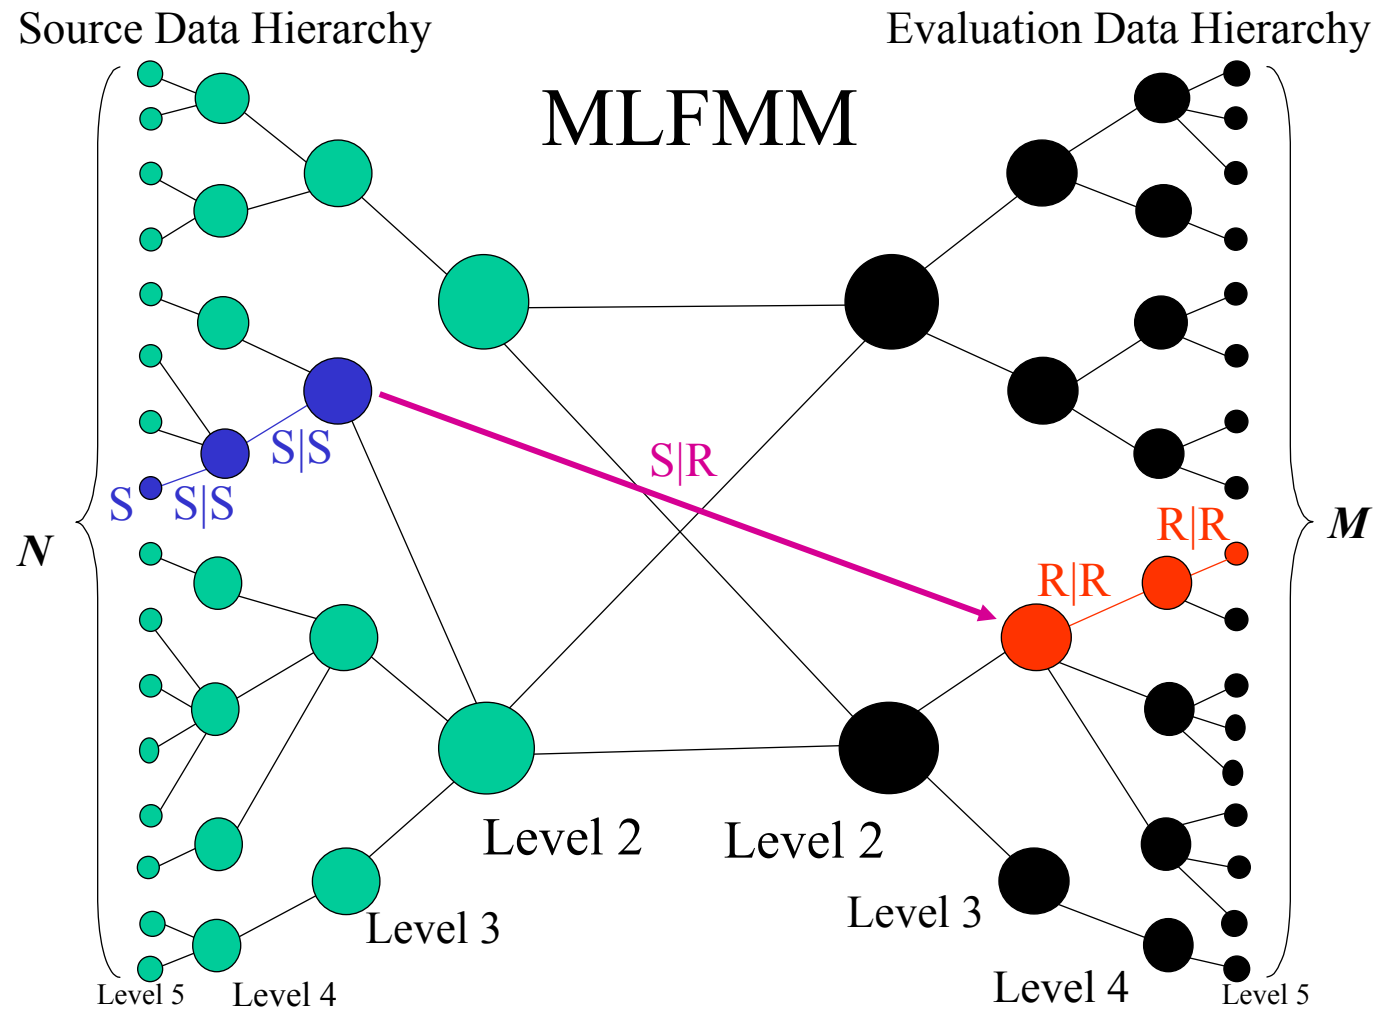 Source Data Hierarchy
Evaluation Data Hierarchy
MLFMM
S|S
S|R
S
S|S
N
R|R
M
R|R
Level 2
Level 2
Level 3
Level 3
Level 5
Level 4
Level 4
Level 5